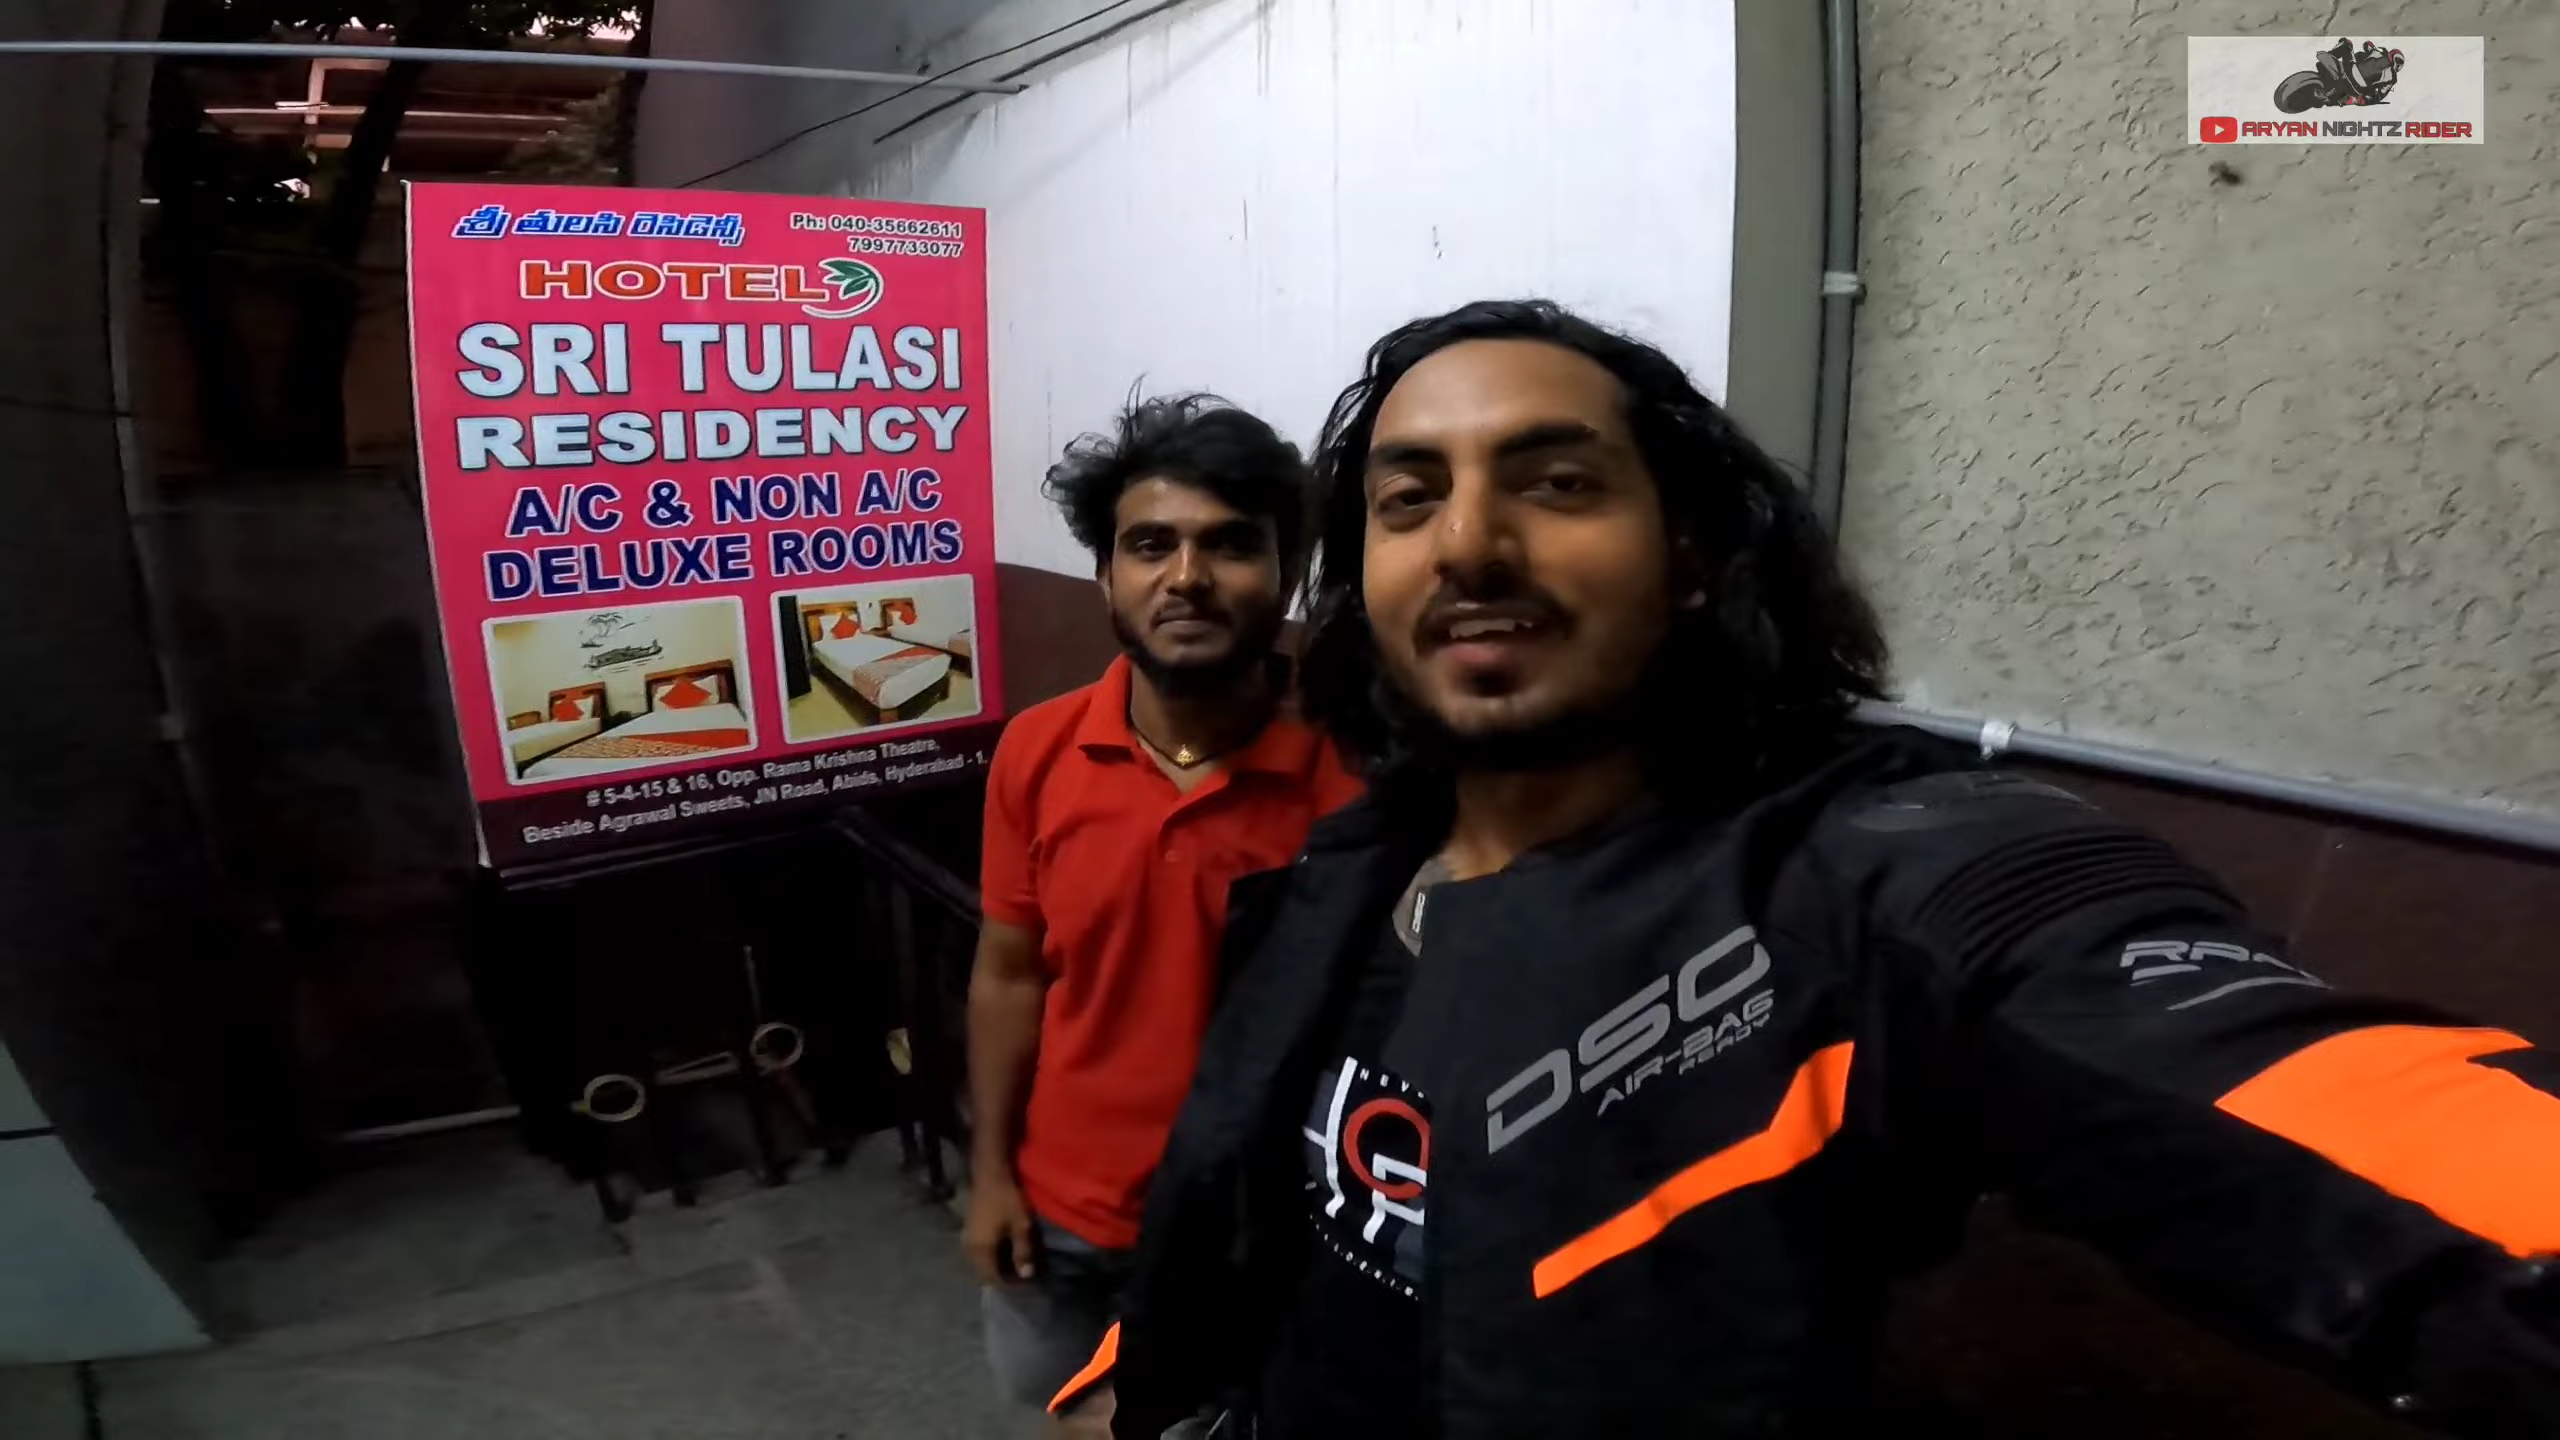 శ్రీ తులసి రెసిడెన్సీ
Ph: 040-35662611
7997733077
HOTEL
SRI TULASI
RESIDENCY
A/C & NON A/C
DELUXE ROOMS
# 5-4-15 & 16, Opp. Rama Krishna Theatre,
Beside Agrawal Sweets, JN Road, Abids, Hyderabad - 1.
ARYAN NIGHTZ RIDER
DSG
AIR-BAG
READY